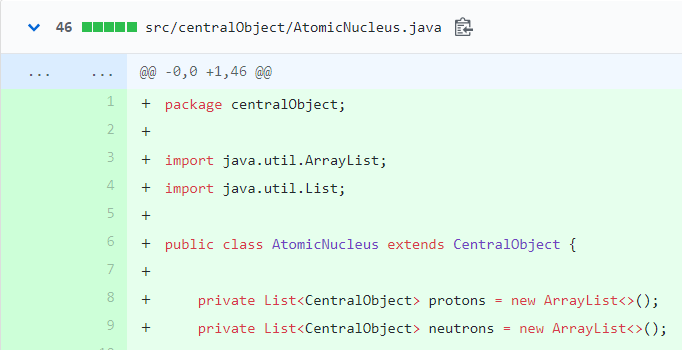 46 src/centralObject/AtomicNucleus.java
... ... @@ -0,0 +1,46 @@
1 + package centralObject;
2 +
3 + import java.util.ArrayList;
4 + import java.util.List;
5 +
6 + public class AtomicNucleus extends CentralObject {
7 +
8 + private List<CentralObject> protons = new ArrayList<>();
9 + private List<CentralObject> neutrons = new ArrayList<>();